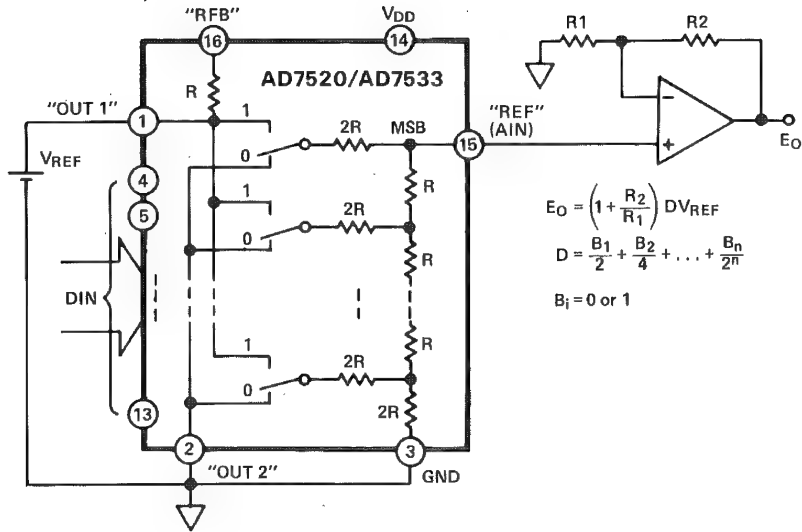 "RFB"
VDD
16
14
R
AD7520/AD7533
"OUT 1"
1
1
0
2R
MSB
15
"REF"
(AIN)
R1
R2
−
+
EO
VREF
4
5
R
1
0
2R
R
DIN
R
1
0
2R
2R
13
2
3
"OUT 2"
GND
EO = (1 + R2/R1) DVREF
D = B1/2 + B2/4 + . . . + Bn/2ⁿ
Bi = 0 or 1